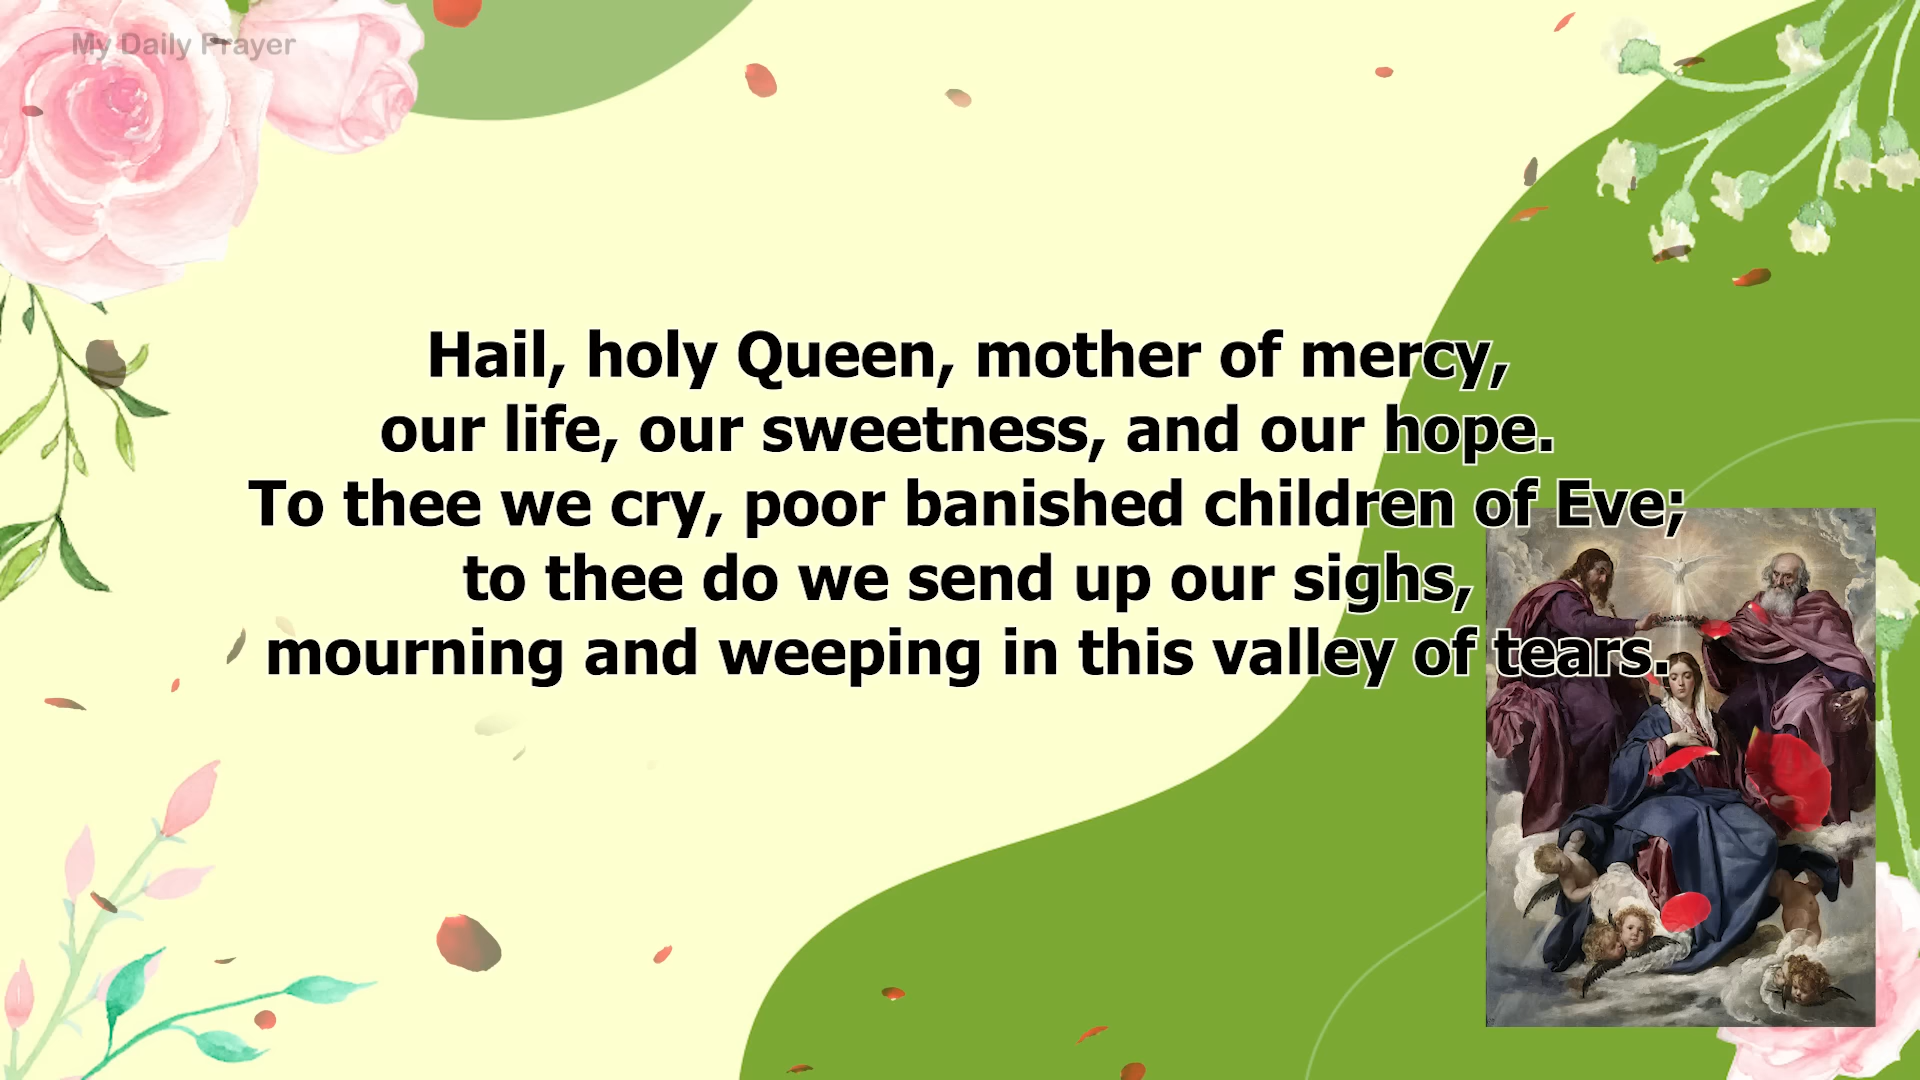 My Daily Prayer
Hail, holy Queen, mother of mercy,
our life, our sweetness, and our hope.
To thee we cry, poor banished children of Eve;
to thee do we send up our sighs,
mourning and weeping in this valley of tears.